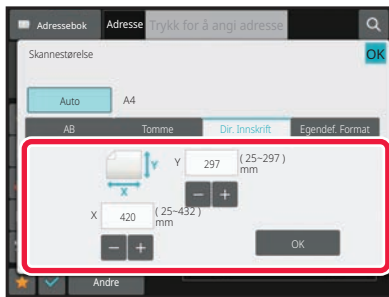 Adressebok Adresse Trykk for å angi adresse
Skannestørelse OK
Auto A4
AB Tomme Dir. Innskrift Egendef. Format
Y Y 297 (25~297) mm
X
X 420 (25~432) mm
OK
Andre